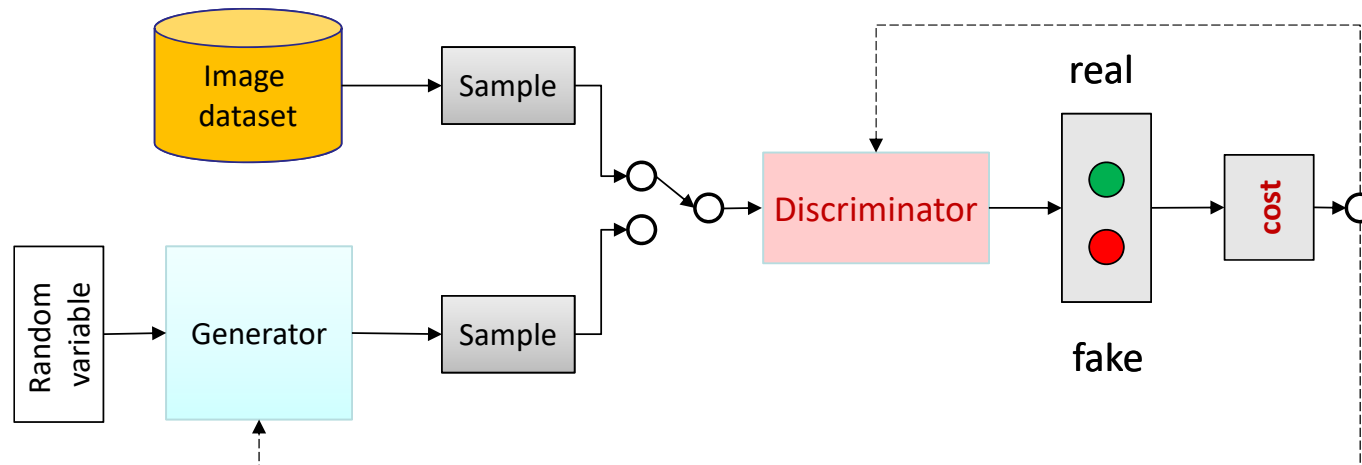 Image
dataset
Sample
real
Discriminator
cost
Random
variable
Generator
Sample
fake